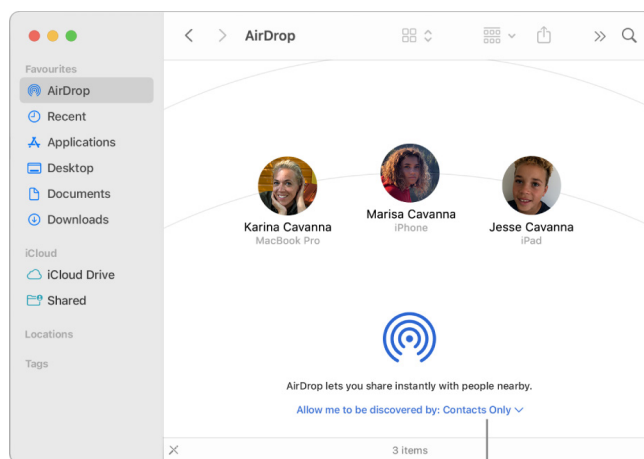 AirDrop
Favourites
AirDrop
Recent
Applications
Desktop
Documents
Downloads
iCloud
iCloud Drive
Shared
Locations
Tags
Karina Cavanna
MacBook Pro
Marisa Cavanna
iPhone
Jesse Cavanna
iPad
AirDrop lets you share instantly with people nearby.
Allow me to be discovered by: Contacts Only
3 items